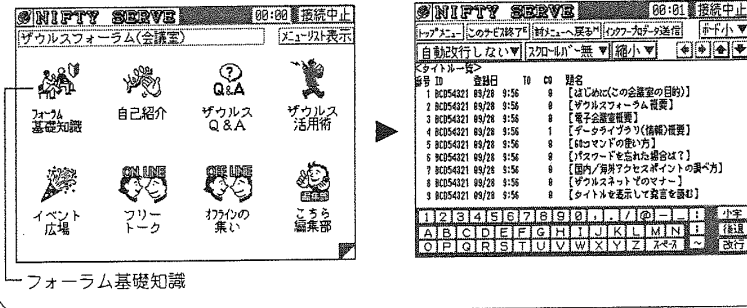 @NIFTY SERVE 00:00 接続中止
ザウルスフォーラム(会議室) メニューリスト表示
フォーラム
基礎知識
自己紹介
Q&A
ザウルス
Q&A
ザウルス
活用術
イベント
広場
ON LINE
フリー
トーク
OFF LINE
オフラインの
集い
編集部
こちら
編集部
フォーラム基礎知識
@NIFTY SERVE 00:01 接続中止
トップメニュー このサービス終了E 前メニューへ戻るM インタープロデータ送信 ボード小▼
自動改行しない▼ スクロールバー無▼ 縮小▼
<タイトル一覧>
番号 ID 登録日 TO CO 題名
1 BCD54321 09/28 9:56 0 [はじめに(この会議室の目的)]
2 BCD54321 09/28 9:56 0 [ザウルスフォーラム概要]
3 BCD54321 09/28 9:56 0 [電子会議室概要]
4 BCD54321 09/28 9:56 1 [データライブラリ(情報)概要]
5 BCD54321 09/28 9:56 0 [GOコマンドの使い方]
6 BCD54321 09/28 9:56 0 [パスワードを忘れた場合は?]
7 BCD54321 09/28 9:56 0 [国内/海外アクセスポイントの調べ方]
8 BCD54321 09/28 9:56 0 [ザウルスネットでのマナー]
9 BCD54321 09/28 9:56 0 [タイトルを表示して発言を読む]
1 2 3 4 5 6 7 8 9 0 , . / @ - _ : 小字
A B C D E F G H I J K L M N ; 後退
O P Q R S T U V W X Y Z スペース ~ 改行